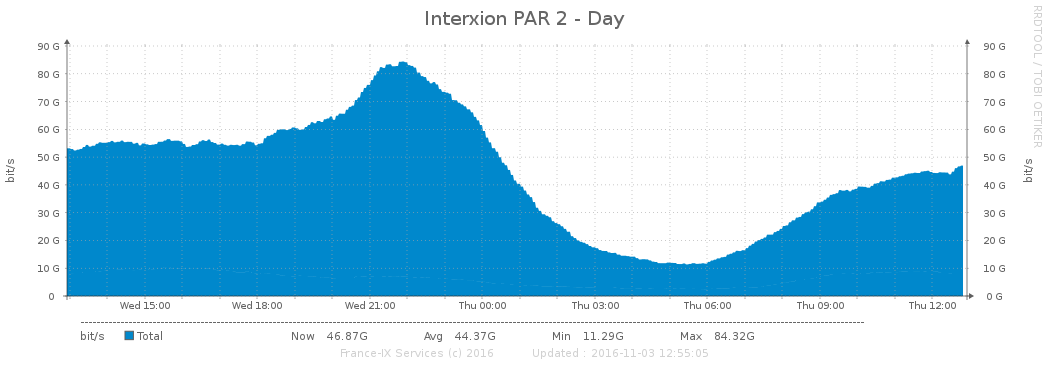 Interxion PAR 2 - Day
RRDTOOL / TOBI OETIKER
90 G 90 G
80 G 80 G
70 G 70 G
60 G 60 G
50 G 50 G
40 G 40 G
30 G 30 G
20 G 20 G
10 G 10 G
0 0 G
bit/s
bit/s
Wed 15:00 Wed 18:00 Wed 21:00 Thu 00:00 Thu 03:00 Thu 06:00 Thu 09:00 Thu 12:00
bit/s Total Now 46.87G Avg 44.37G Min 11.29G Max 84.32G
France-IX Services (c) 2016 Updated : 2016-11-03 12:55:05